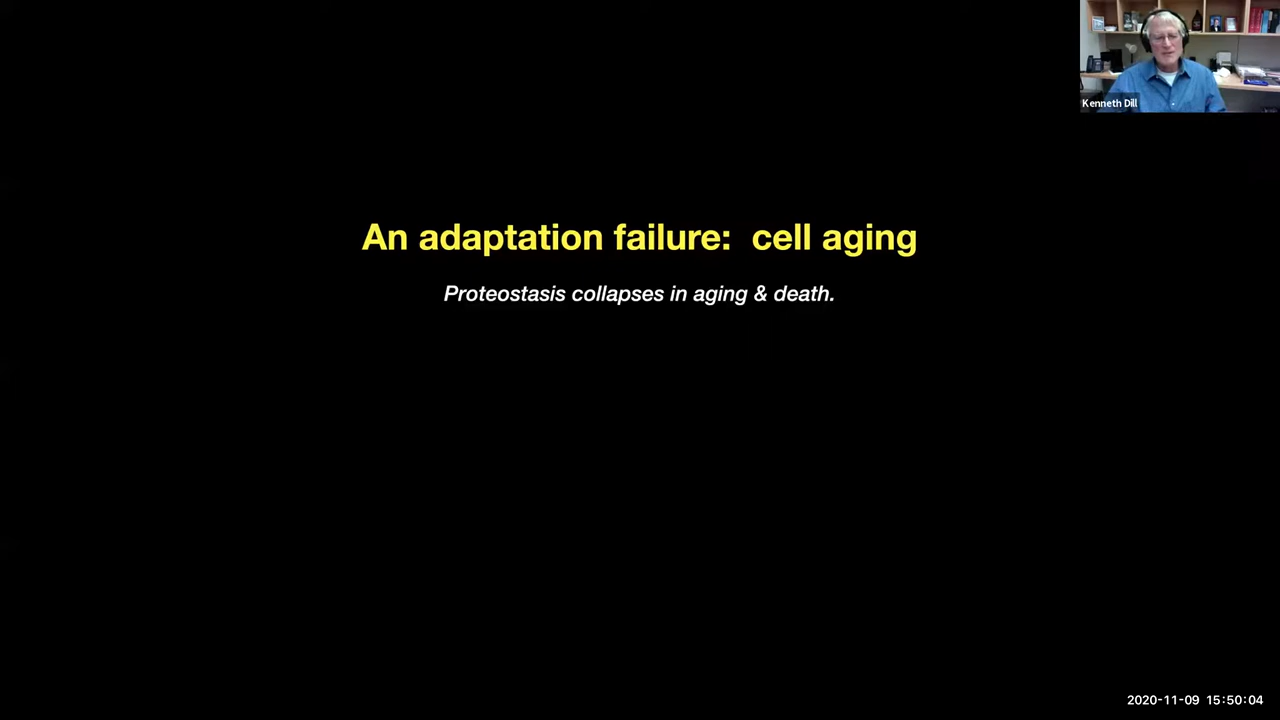 Kenneth Dill
An adaptation failure:  cell aging
Proteostasis collapses in aging & death.
2020-11-09  15:50:04